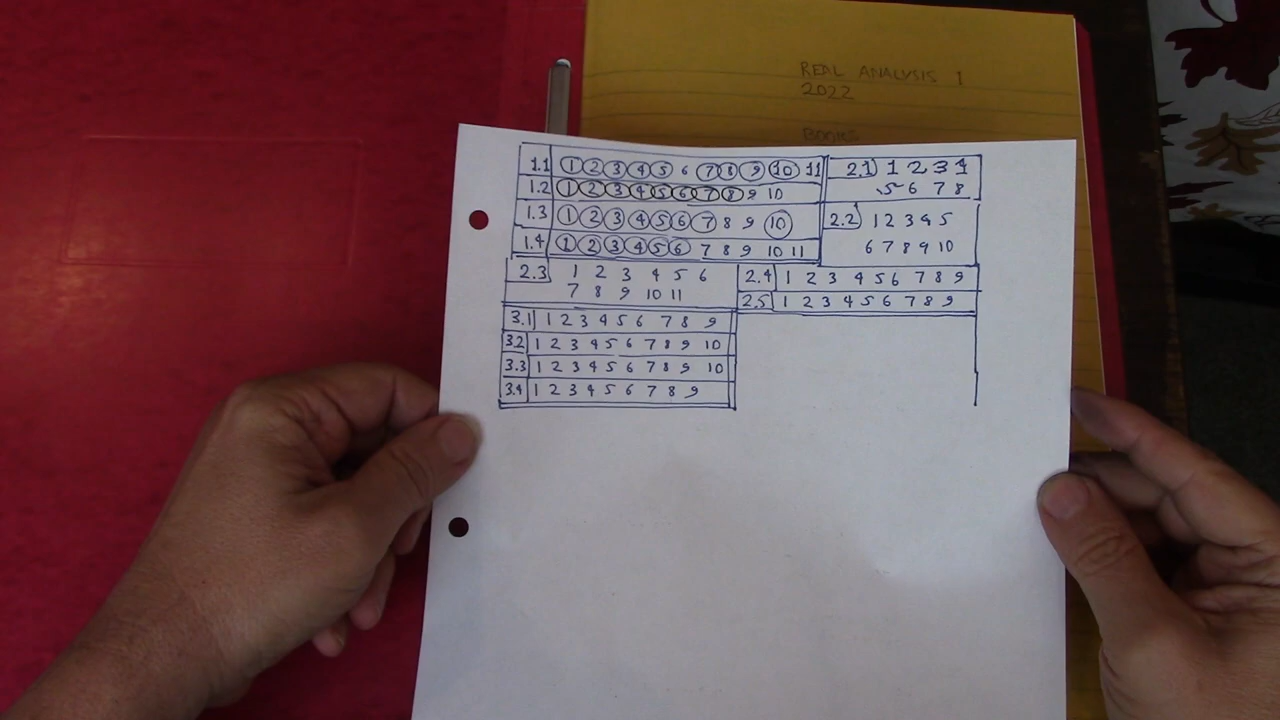 REAL ANALYSIS 1
2022
BOOKS
1.1 1 2 3 4 5 6 7 8 9 10 11
1.2 1 2 3 4 5 6 7 8 9 10
1.3 1 2 3 4 5 6 7 8 9 10
1.4 1 2 3 4 5 6 7 8 9 10 11
2.1) 1 2 3 4
5 6 7 8
2.2) 1 2 3 4 5
6 7 8 9 10
2.3 1 2 3 4 5 6
7 8 9 10 11
2.4 1 2 3 4 5 6 7 8 9
2.5 1 2 3 4 5 6 7 8 9
3.1 1 2 3 4 5 6 7 8 9
3.2 1 2 3 4 5 6 7 8 9 10
3.3 1 2 3 4 5 6 7 8 9 10
3.4 1 2 3 4 5 6 7 8 9